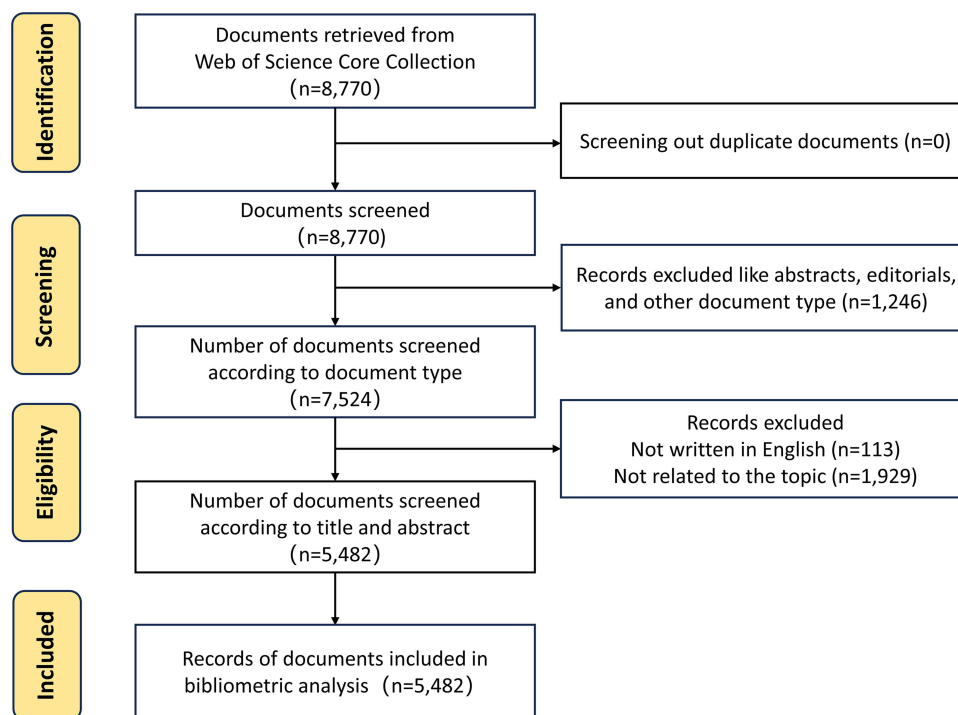 Identification
Documents retrieved from
Web of Science Core Collection
(n=8,770)
Screening out duplicate documents (n=0)
Screening
Documents screened
(n=8,770)
Records excluded like abstracts, editorials,
and other document type (n=1,246)
Number of documents screened
according to document type
(n=7,524)
Eligibility
Records excluded
Not written in English (n=113)
Not related to the topic (n=1,929)
Number of documents screened
according to title and abstract
(n=5,482)
Included
Records of documents included in
bibliometric analysis (n=5,482)